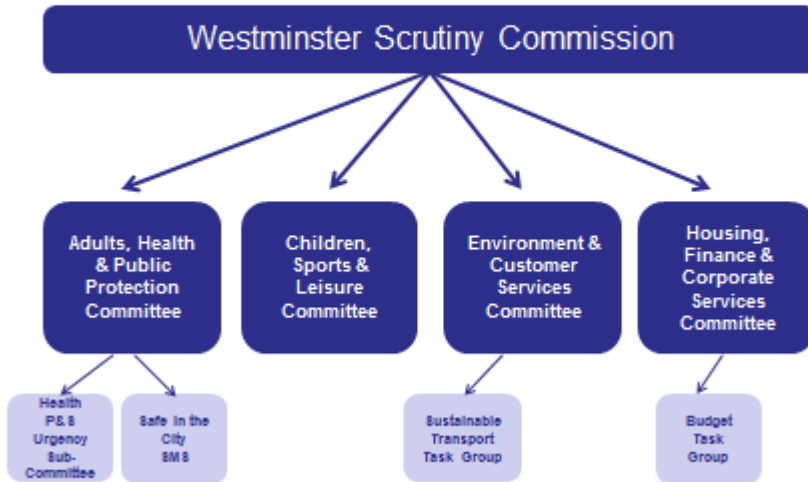 Westminster Scrutiny Commission
Adults, Health
& Public
Protection
Committee
Children,
Sports &
Leisure
Committee
Environment &
Customer
Services
Committee
Housing,
Finance &
Corporate
Services
Committee
Health
P&S
Urgency
Sub-
Committee
Safe in the
City
SMS
Sustainable
Transport
Task Group
Budget
Task
Group